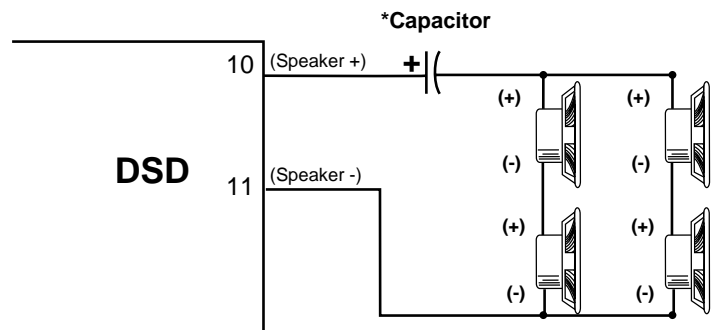 *Capacitor
10 (Speaker +) +
(+) (+)
(-) (-)
DSD
11 (Speaker -)
(+) (+)
(-) (-)